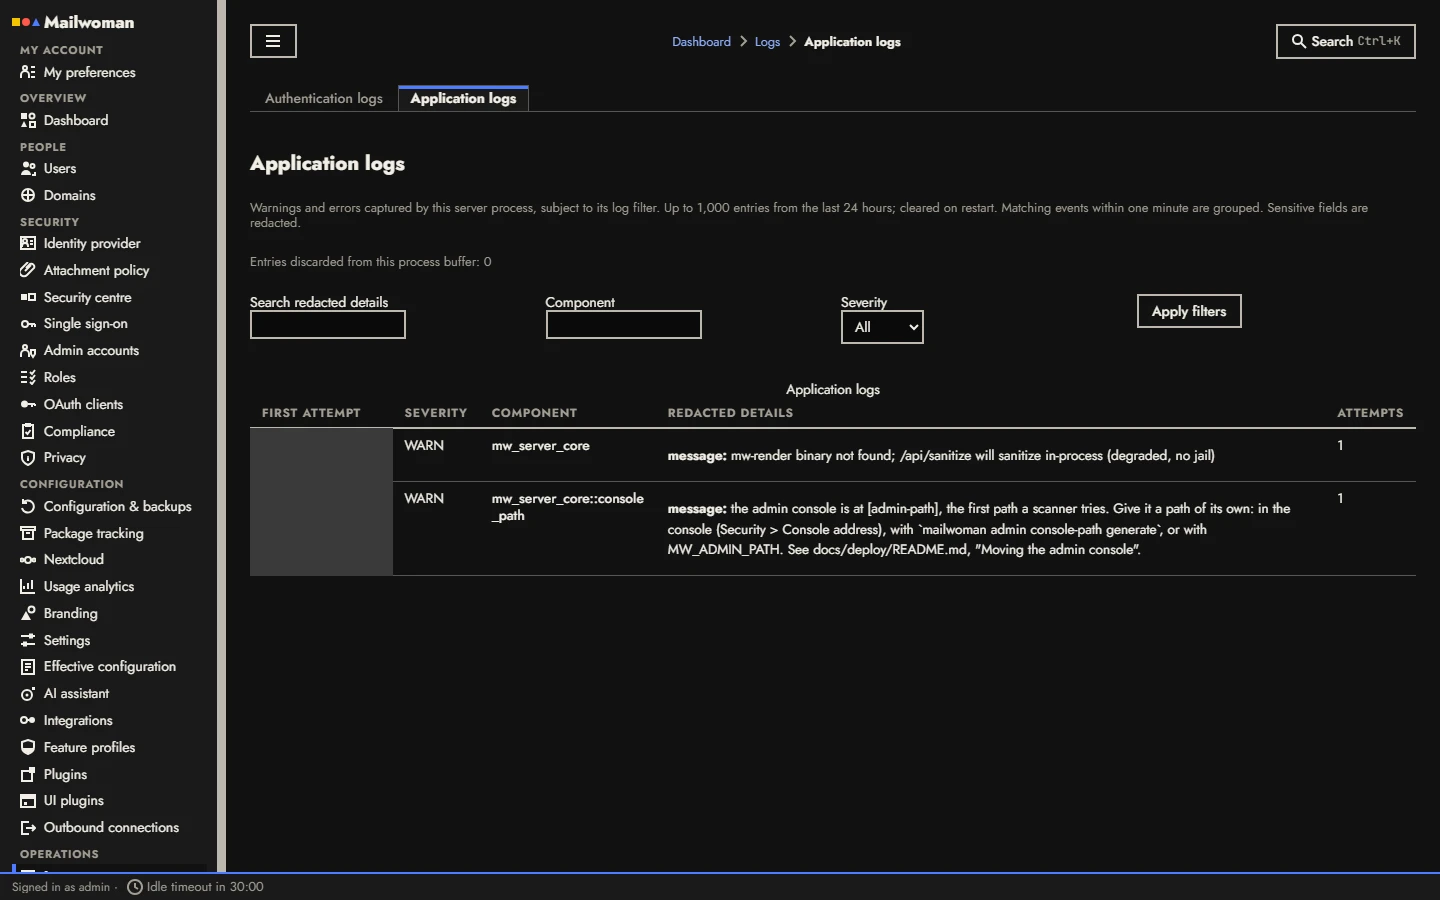 Mailwoman
MY ACCOUNT
My preferences
OVERVIEW
Dashboard
PEOPLE
Users
Domains
SECURITY
Identity provider
Attachment policy
Security centre
Single sign-on
Admin accounts
Roles
OAuth clients
Compliance
Privacy
CONFIGURATION
Configuration & backups
Package tracking
Nextcloud
Usage analytics
Branding
Settings
Effective configuration
AI assistant
Integrations
Feature profiles
Plugins
UI plugins
Outbound connections
OPERATIONS
Dashboard Logs Application logs
Search Ctrl+K
Authentication logs Application logs
Application logs
Warnings and errors captured by this server process, subject to its log filter. Up to 1,000 entries from the last 24 hours; cleared on restart. Matching events within one minute are grouped. Sensitive fields are
redacted.
Entries discarded from this process buffer: 0
Search redacted details Component Severity
All Apply filters
Application logs
FIRST ATTEMPT SEVERITY COMPONENT REDACTED DETAILS ATTEMPTS
WARN mw_server_core message: mw-render binary not found; /api/sanitize will sanitize in-process (degraded, no jail) 1
WARN mw_server_core::console
_path
message: the admin console is at [admin-path], the first path a scanner tries. Give it a path of its own: in the
console (Security > Console address), with `mailwoman admin console-path generate`, or with
MW_ADMIN_PATH. See docs/deploy/README.md, "Moving the admin console".
1
Signed in as admin · Idle timeout in 30:00